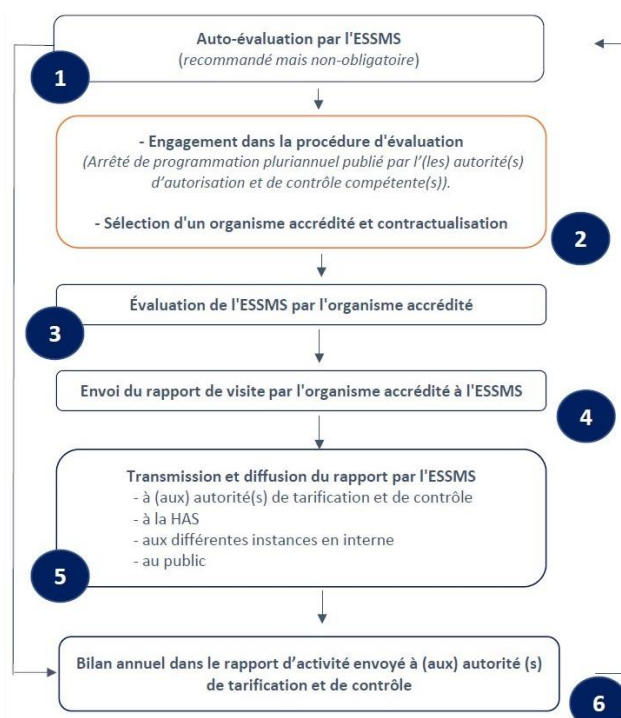 Auto-évaluation par l'ESSMS
(recommandé mais non-obligatoire)
1
- Engagement dans la procédure d'évaluation
(Arrêté de programmation pluriannuel publié par l'(les) autorité(s)
d'autorisation et de contrôle compétente(s)).
- Sélection d'un organisme accrédité et contractualisation
2
Évaluation de l'ESSMS par l'organisme accrédité
3
Envoi du rapport de visite par l'organisme accrédité à l'ESSMS
4
Transmission et diffusion du rapport par l'ESSMS
- à (aux) autorité(s) de tarification et de contrôle
- à la HAS
- aux différentes instances en interne
- au public
5
Bilan annuel dans le rapport d'activité envoyé à (aux) autorité (s)
de tarification et de contrôle
6